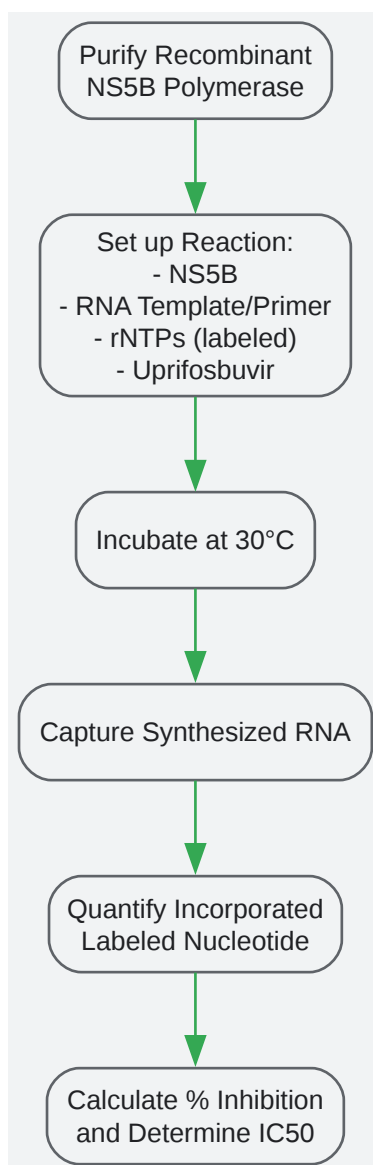 Purify Recombinant
NS5B Polymerase
Set up Reaction:
- NS5B
- RNA Template/Primer
- rNTPs (labeled)
- Uprifosbuvir
Incubate at 30°C
Capture Synthesized RNA
Quantify Incorporated
Labeled Nucleotide
Calculate % Inhibition
and Determine IC50